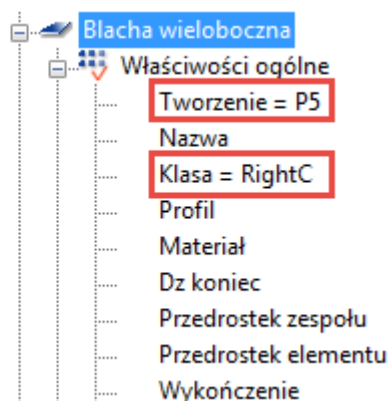 Blacha wieloboczna
Właściwości ogólne
Tworzenie = P5
Nazwa
Klasa = RightC
Profil
Materiał
Dz koniec
Przedrostek zespołu
Przedrostek elementu
Wykończenie